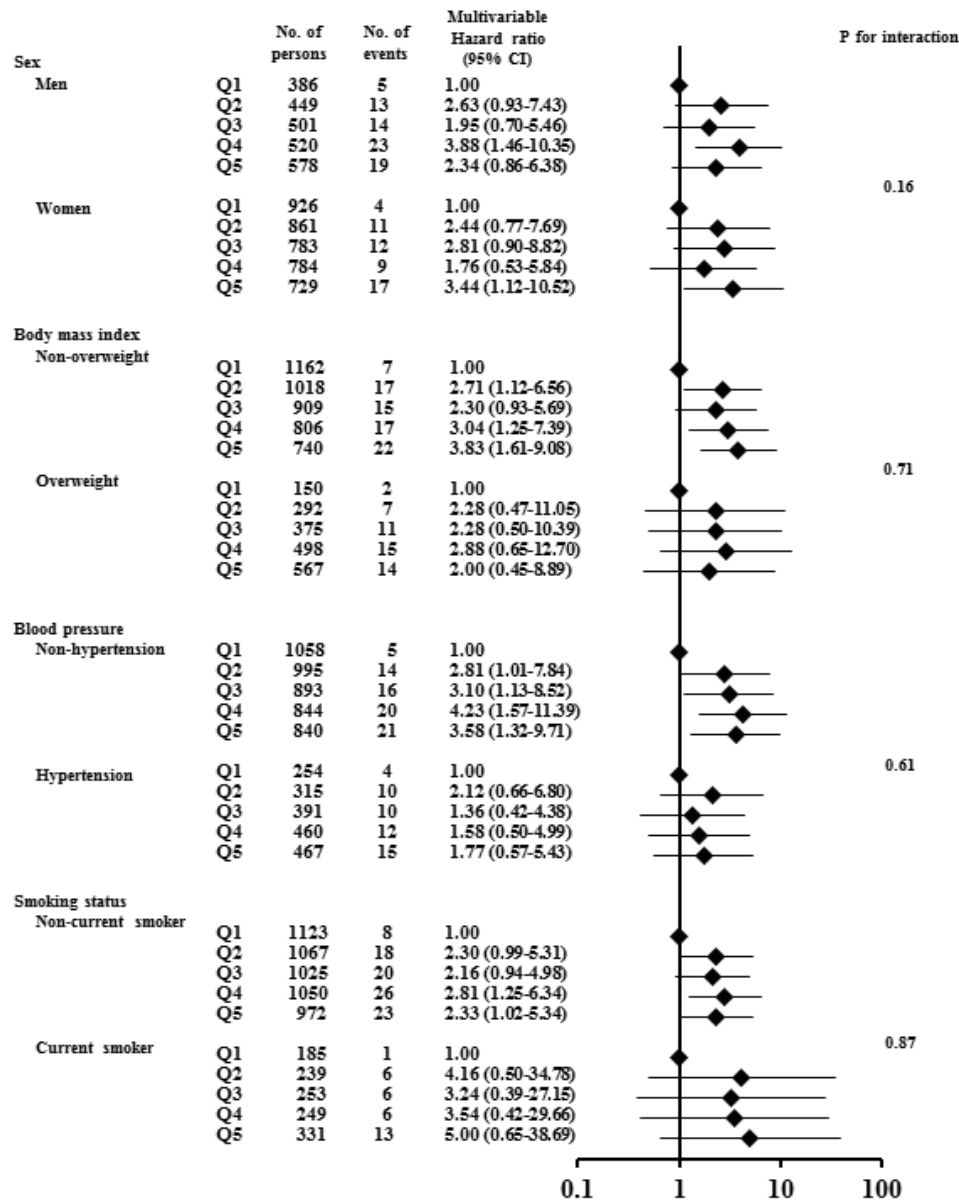 No. of persons No. of events Multivariable Hazard ratio (95% CI) P for interaction
Sex
Men Q1 386 5 1.00
Q2 449 13 2.63 (0.93-7.43)
Q3 501 14 1.95 (0.70-5.46)
Q4 520 23 3.88 (1.46-10.35)
Q5 578 19 2.34 (0.86-6.38)
0.16
Women Q1 926 4 1.00
Q2 861 11 2.44 (0.77-7.69)
Q3 783 12 2.81 (0.90-8.82)
Q4 784 9 1.76 (0.53-5.84)
Q5 729 17 3.44 (1.12-10.52)
Body mass index
Non-overweight
Q1 1162 7 1.00
Q2 1018 17 2.71 (1.12-6.56)
Q3 909 15 2.30 (0.93-5.69)
Q4 806 17 3.04 (1.25-7.39)
Q5 740 22 3.83 (1.61-9.08)
0.71
Overweight Q1 150 2 1.00
Q2 292 7 2.28 (0.47-11.05)
Q3 375 11 2.28 (0.50-10.39)
Q4 498 15 2.88 (0.65-12.70)
Q5 567 14 2.00 (0.45-8.89)
Blood pressure
Non-hypertension Q1 1058 5 1.00
Q2 995 14 2.81 (1.01-7.84)
Q3 893 16 3.10 (1.13-8.52)
Q4 844 20 4.23 (1.57-11.39)
Q5 840 21 3.58 (1.32-9.71)
0.61
Hypertension Q1 254 4 1.00
Q2 315 10 2.12 (0.66-6.80)
Q3 391 10 1.36 (0.42-4.38)
Q4 460 12 1.58 (0.50-4.99)
Q5 467 15 1.77 (0.57-5.43)
Smoking status
Non-current smoker
Q1 1123 8 1.00
Q2 1067 18 2.30 (0.99-5.31)
Q3 1025 20 2.16 (0.94-4.98)
Q4 1050 26 2.81 (1.25-6.34)
Q5 972 23 2.33 (1.02-5.34)
0.87
Current smoker Q1 185 1 1.00
Q2 239 6 4.16 (0.50-34.78)
Q3 253 6 3.24 (0.39-27.15)
Q4 249 6 3.54 (0.42-29.66)
Q5 331 13 5.00 (0.65-38.69)
0.1 1 10 100